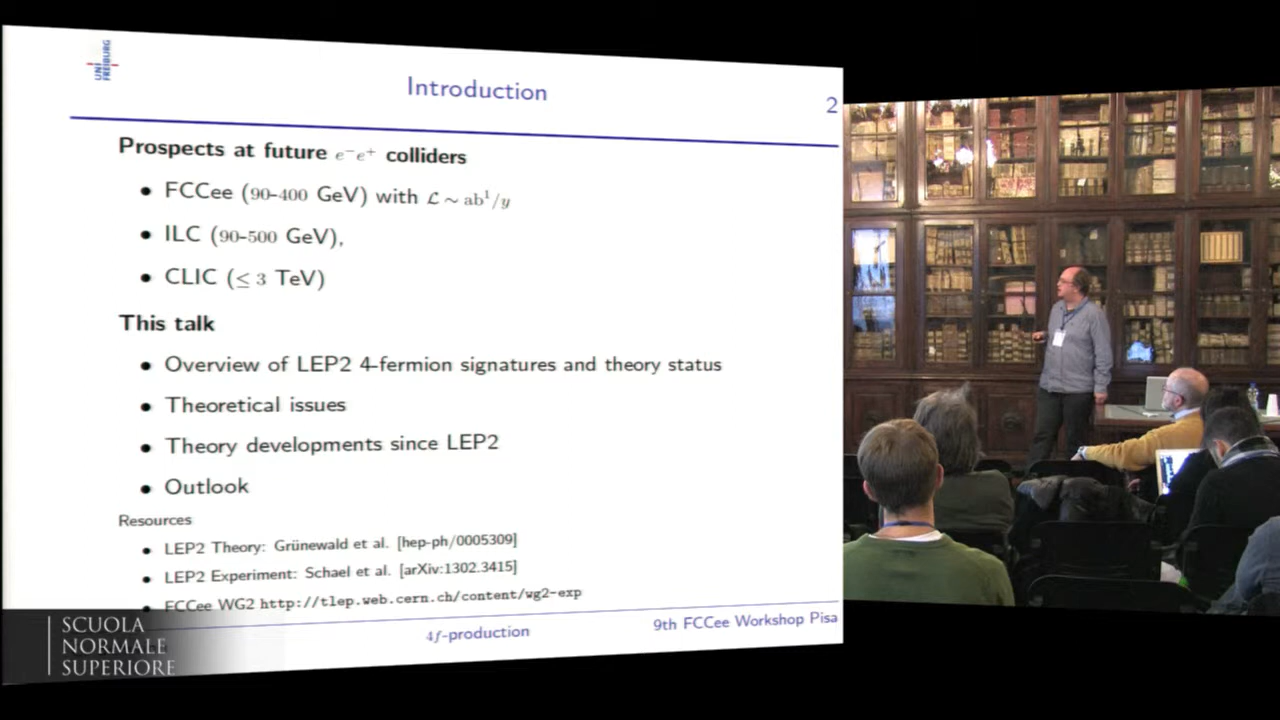 UNI
FREIBURG
Introduction
2
Prospects at future e⁻e⁺ colliders
• FCCee (90-400 GeV) with ℒ ∼ ab¹/y
• ILC (90-500 GeV),
• CLIC (≤ 3 TeV)
This talk
• Overview of LEP2 4-fermion signatures and theory status
• Theoretical issues
• Theory developments since LEP2
• Outlook
Resources
• LEP2 Theory: Grünewald et al. [hep-ph/0005309]
• LEP2 Experiment: Schael et al. [arXiv:1302.3415]
• FCCee WG2 http://tlep.web.cern.ch/content/wg2-exp
4f-production
9th FCCee Workshop Pisa
SCUOLA
NORMALE
SUPERIORE